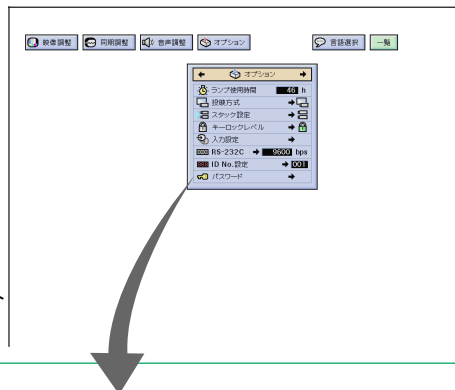 映像調整 同期調整 音声調整 オプション 言語選択 一覧
オプション
ランプ使用時間 46 h
投映方式
スタック設定
キーロックレベル
入力設定
RS-232C 9600 bps
ID No.設定 001
パスワード